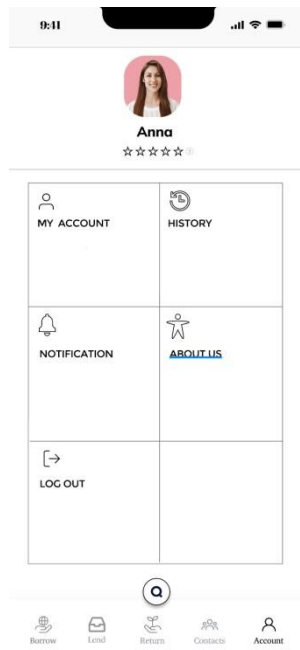 9:41
Anna
MY ACCOUNT
HISTORY
NOTIFICATION
ABOUT US
LOG OUT
Borrow
Lend
Return
Contacts
Account